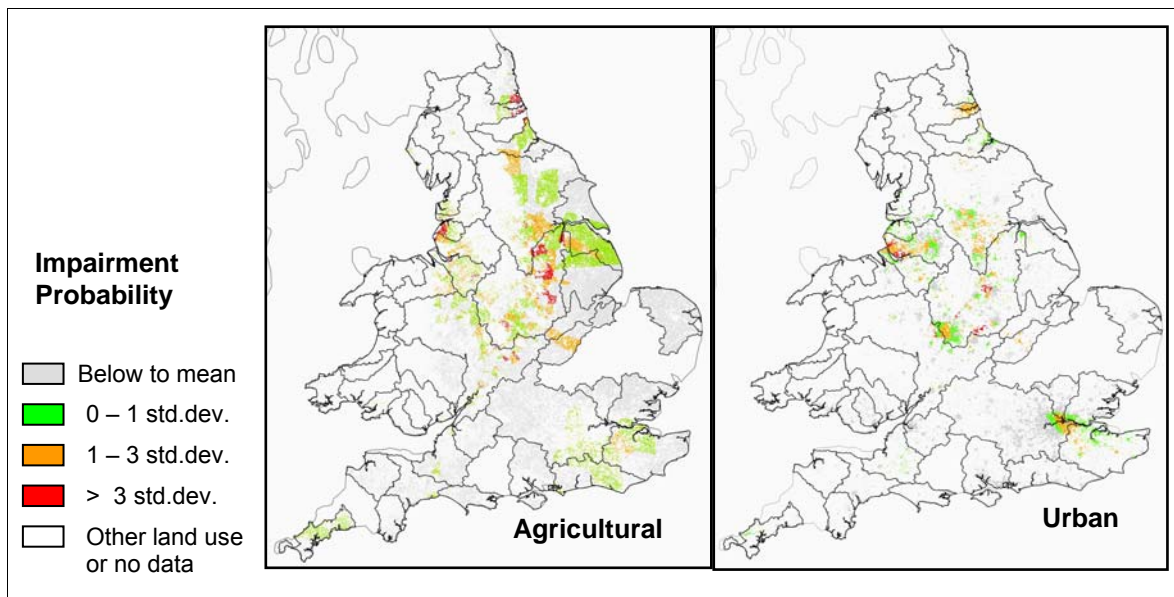 Impairment
Probability
Below to mean
0 – 1 std.dev.
1 – 3 std.dev.
> 3 std.dev.
Other land use
or no data
Agricultural
Urban